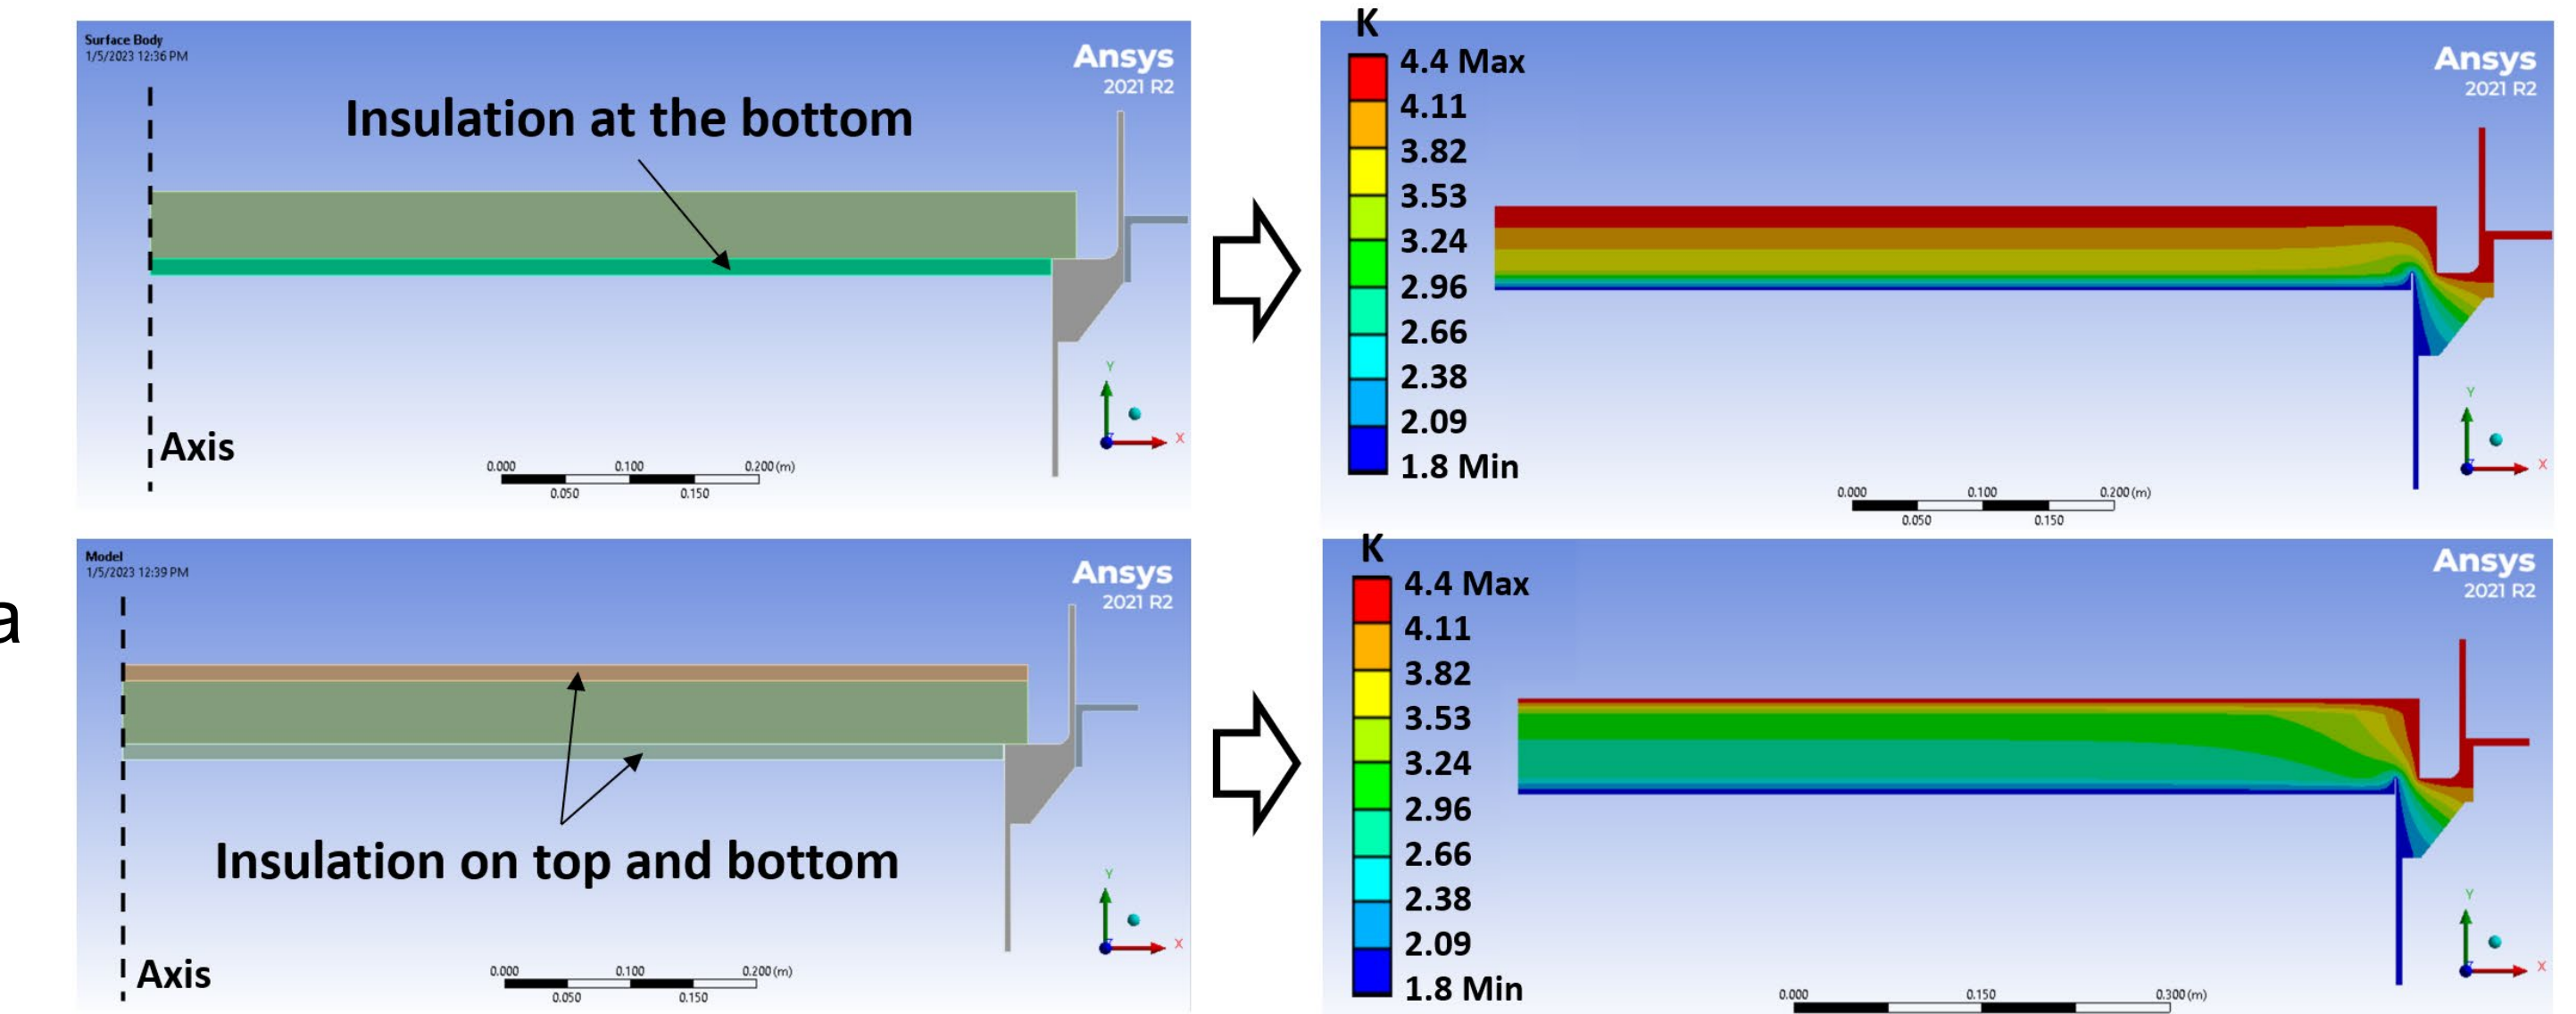 Surface Body
1/5/2023 12:36 PM
Ansys
2021 R2
Insulation at the bottom
Axis
0.000
0.100
0.200 (m)
0.050
0.150
Y
X
K
4.4 Max
4.11
3.82
3.53
3.24
2.96
2.66
2.38
2.09
1.8 Min
Ansys
2021 R2
0.000
0.100
0.200 (m)
0.050
0.150
Y
X
a
Model
1/5/2023 12:39 PM
Ansys
2021 R2
Insulation on top and bottom
Axis
0.000
0.100
0.200 (m)
0.050
0.150
Y
X
K
4.4 Max
4.11
3.82
3.53
3.24
2.96
2.66
2.38
2.09
1.8 Min
Ansys
2021 R2
0.000
0.150
0.300 (m)
Y
X